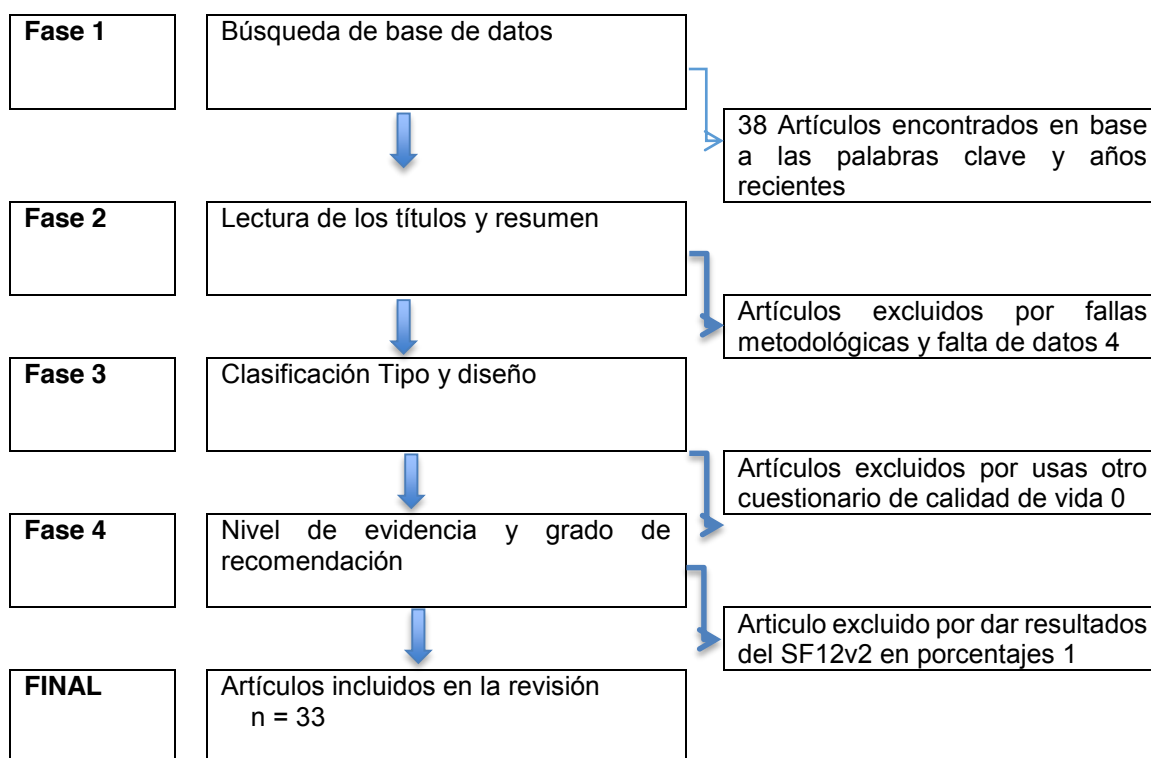 Fase 1
Búsqueda de base de datos
38 Artículos encontrados en base
a las palabras clave y años
recientes
Fase 2
Lectura de los títulos y resumen
Artículos excluidos por fallas
metodológicas y falta de datos 4
Fase 3
Clasificación Tipo y diseño
Artículos excluidos por usas otro
cuestionario de calidad de vida 0
Fase 4
Nivel de evidencia y grado de
recomendación
Articulo excluido por dar resultados
del SF12v2 en porcentajes 1
FINAL
Artículos incluidos en la revisión
n = 33